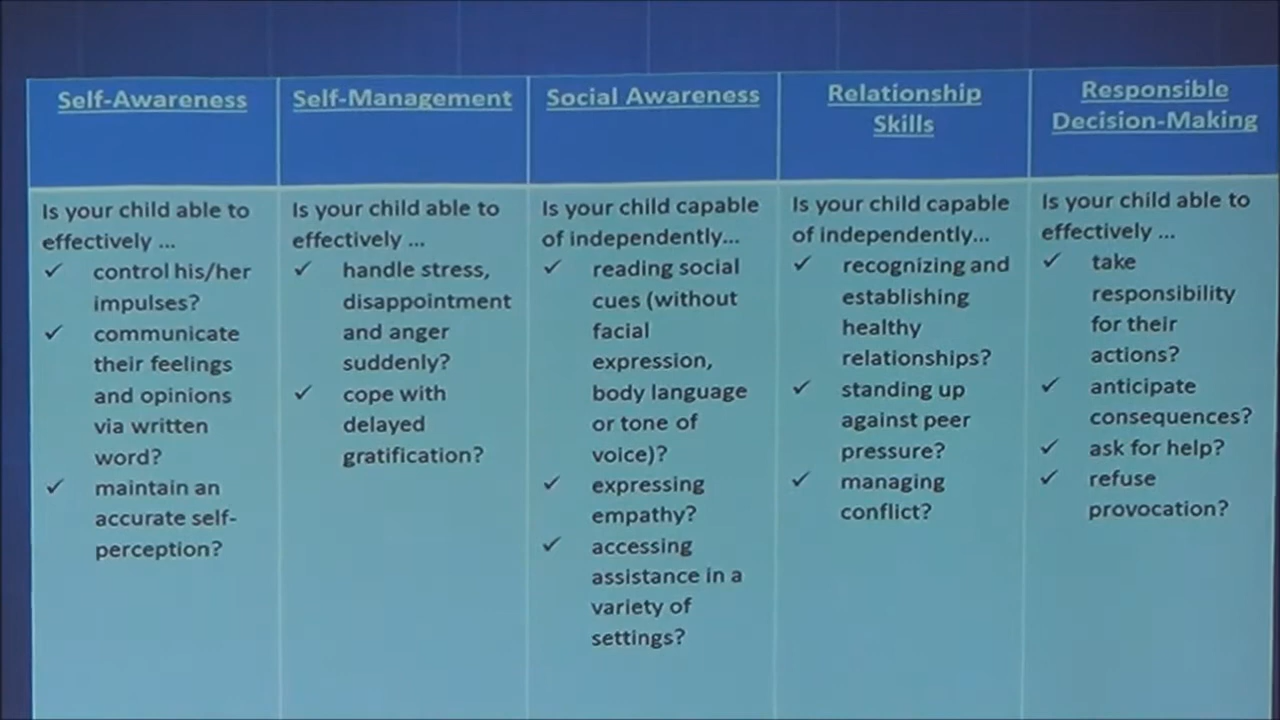 Self-Awareness
Is your child able to
effectively ...
✓ control his/her
impulses?
✓ communicate
their feelings
and opinions
via written
word?
✓ maintain an
accurate self-
perception?
Self-Management
Is your child able to
effectively ...
✓ handle stress,
disappointment
and anger
suddenly?
✓ cope with
delayed
gratification?
Social Awareness
Is your child capable
of independently...
✓ reading social
cues (without
facial
expression,
body language
or tone of
voice)?
✓ expressing
empathy?
✓ accessing
assistance in a
variety of
settings?
Relationship
Skills
Is your child capable
of independently...
✓ recognizing and
establishing
healthy
relationships?
✓ standing up
against peer
pressure?
✓ managing
conflict?
Responsible
Decision-Making
Is your child able to
effectively ...
✓ take
responsibility
for their
actions?
✓ anticipate
consequences?
✓ ask for help?
✓ refuse
provocation?